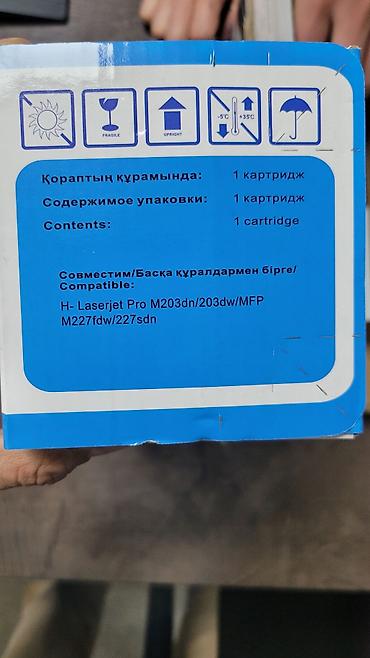 FRAGILE
UPRIGHT
-5°C
+35°C
Қораптың құрамында: 1 картридж
Содержимое упаковки: 1 картридж
Contents: 1 cartridge
Совместим/Басқа құралдармен бірге/
Compatible:
H- Laserjet Pro M203dn/203dw/MFP
M227fdw/227sdn